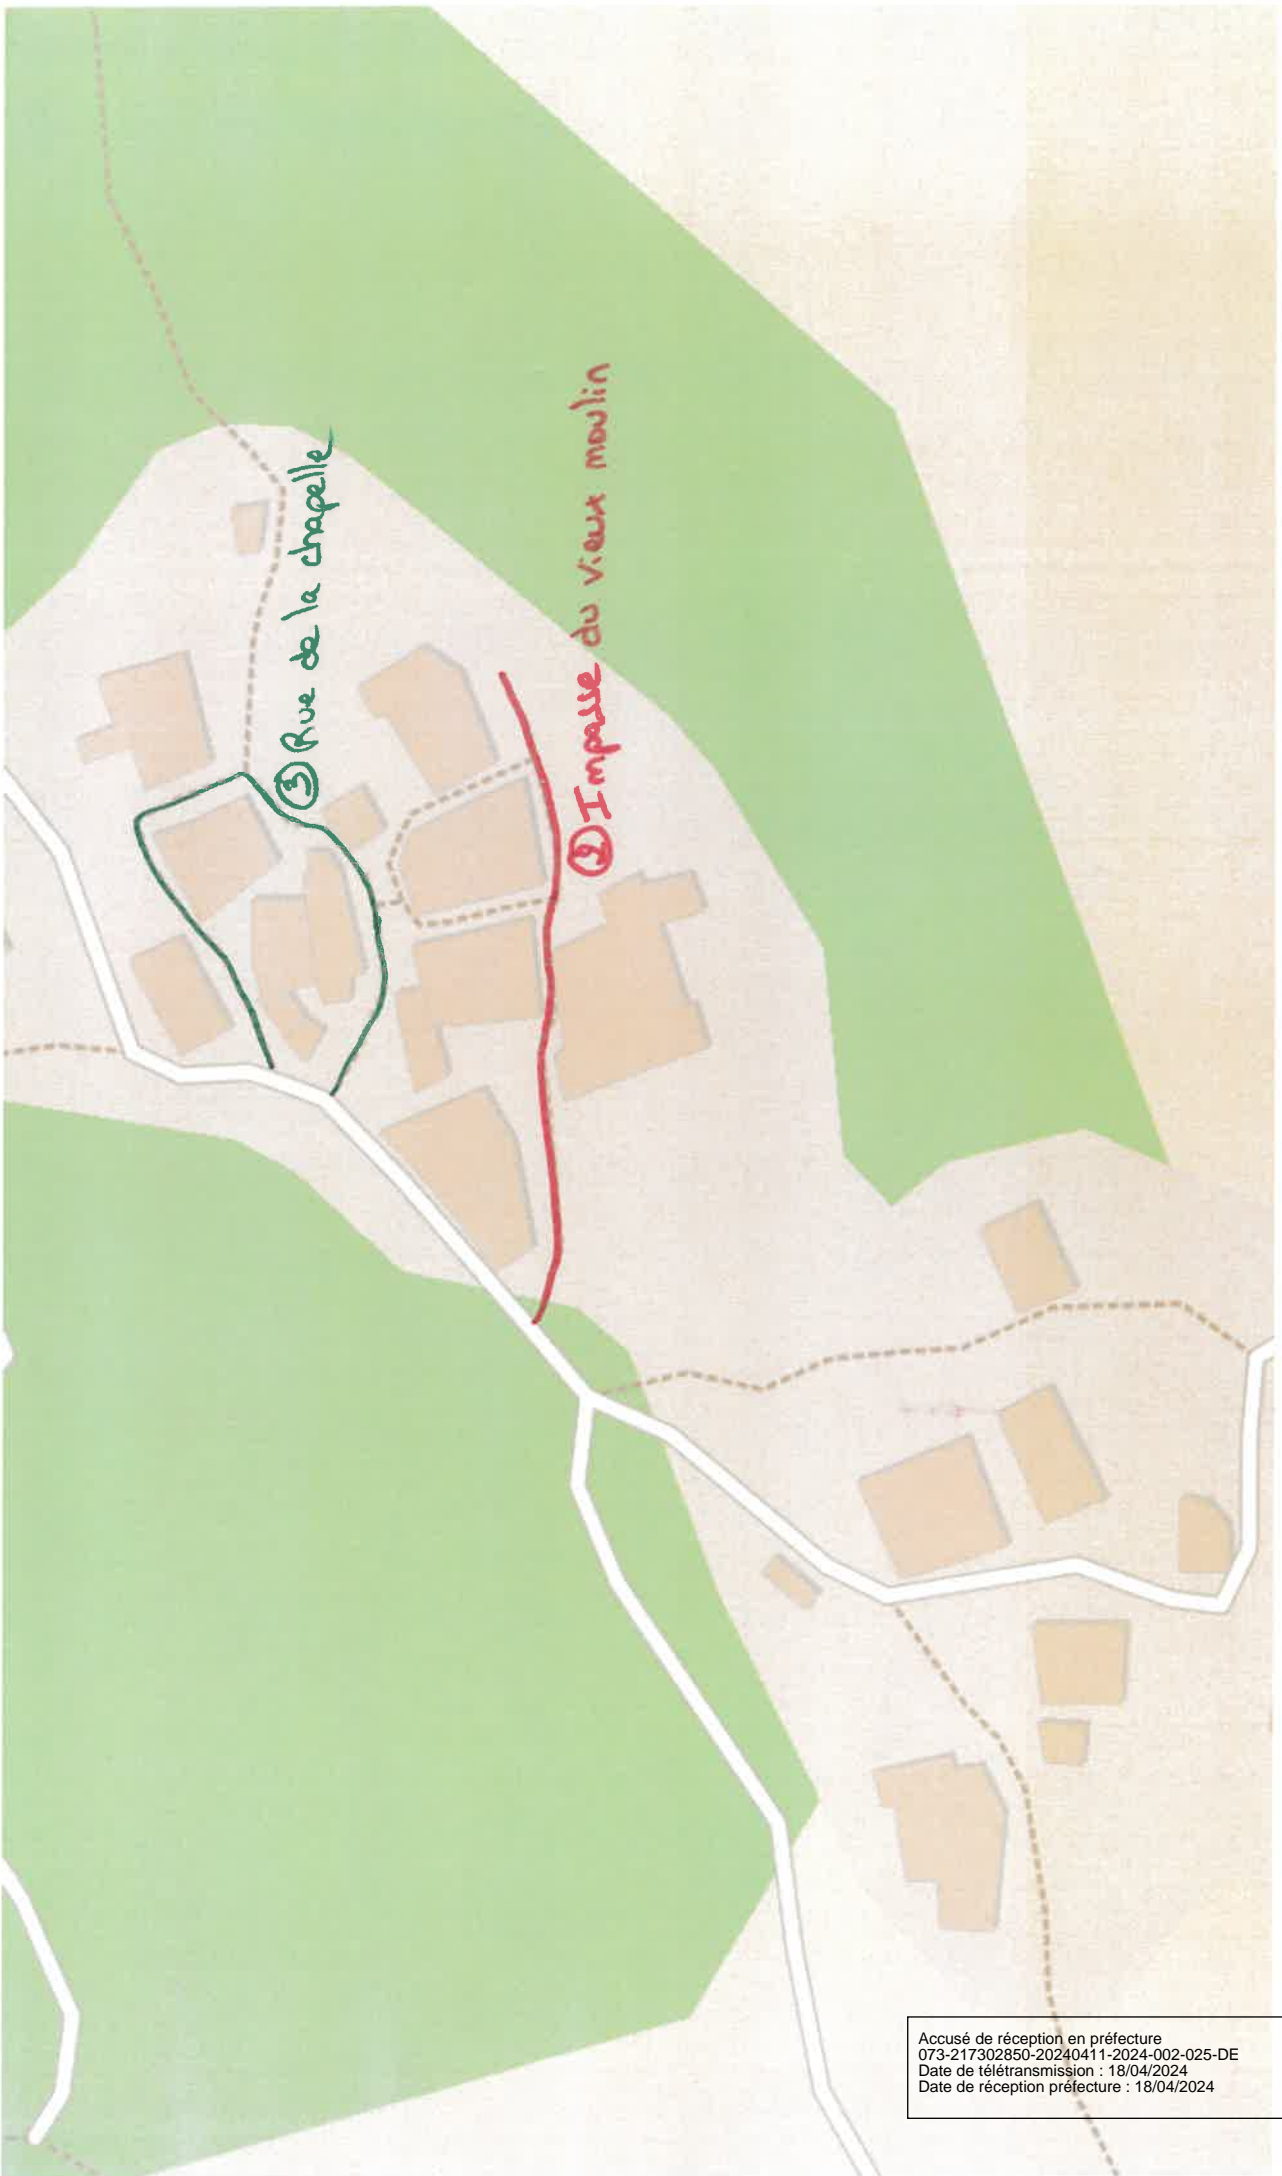 ③ Rue de la chapelle
② Impasse du vieux moulin
Accusé de réception en préfecture
073-217302850-20240411-2024-002-025-DE
Date de télétransmission : 18/04/2024
Date de réception préfecture : 18/04/2024